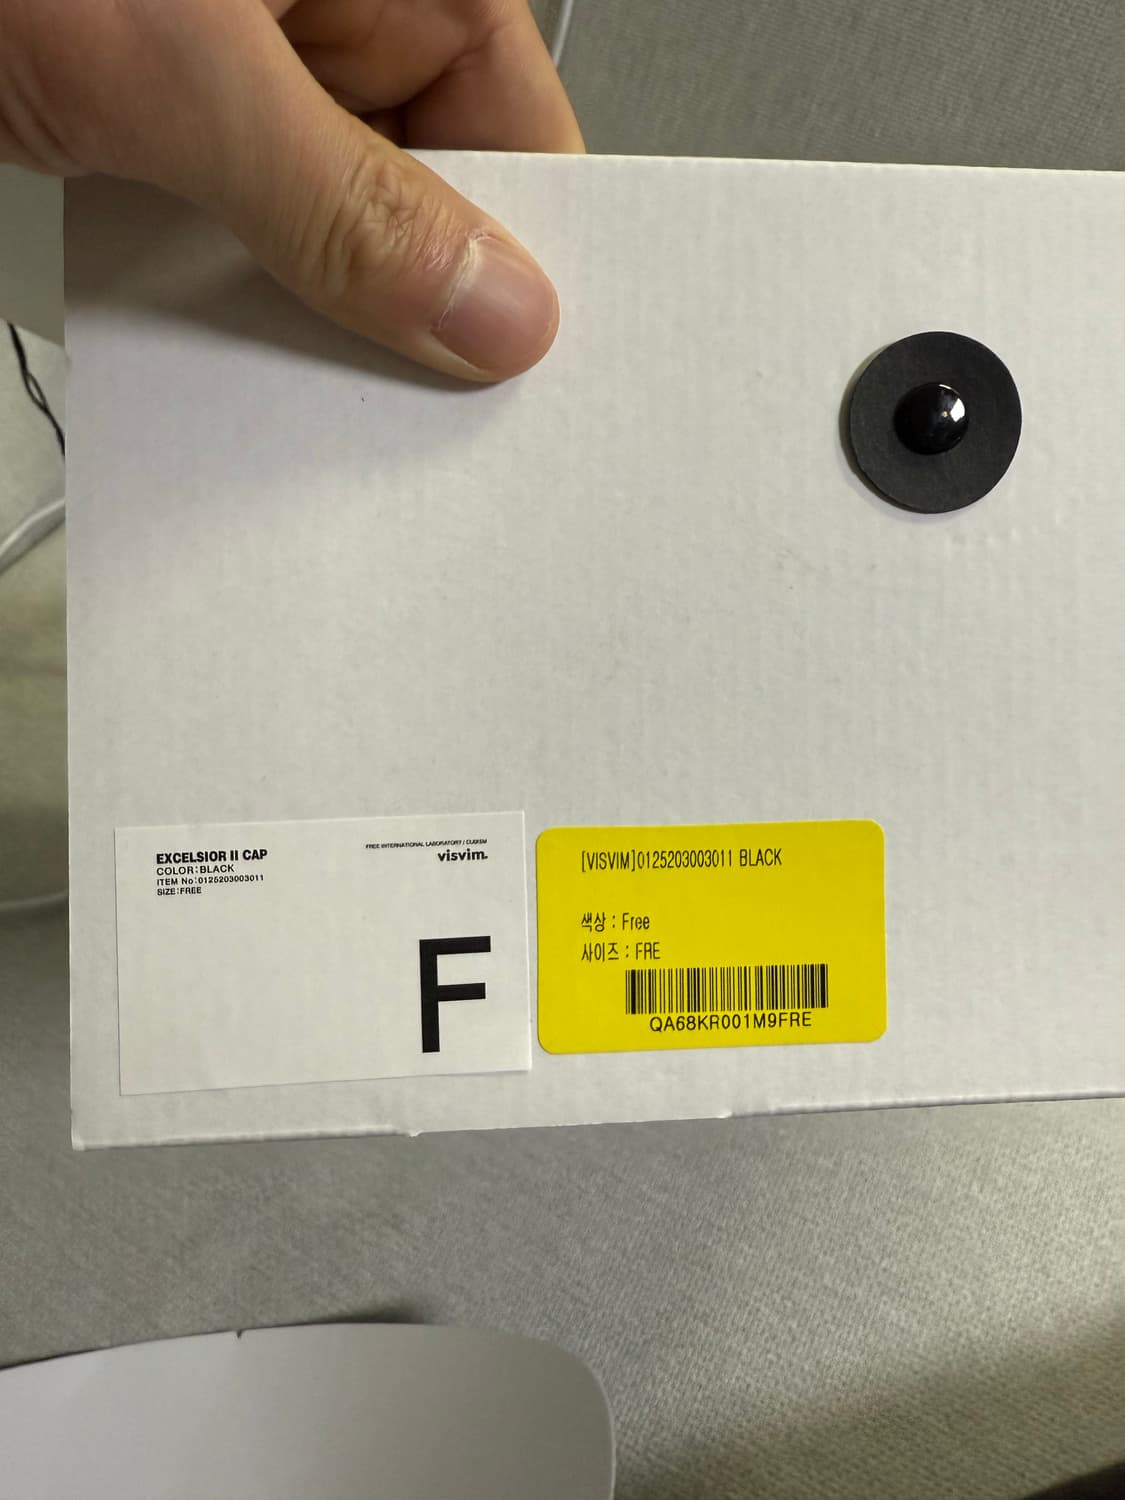 EXCELSIOR II CAP
COLOR:BLACK
ITEM No:0125203003011
SIZE:FREE
FREE INTERNATIONAL LABORATORY / CUBISM
visvim.
F
[VISVIM]0125203003011 BLACK
색상 : Free
사이즈 : FRE
QA68KR001M9FRE